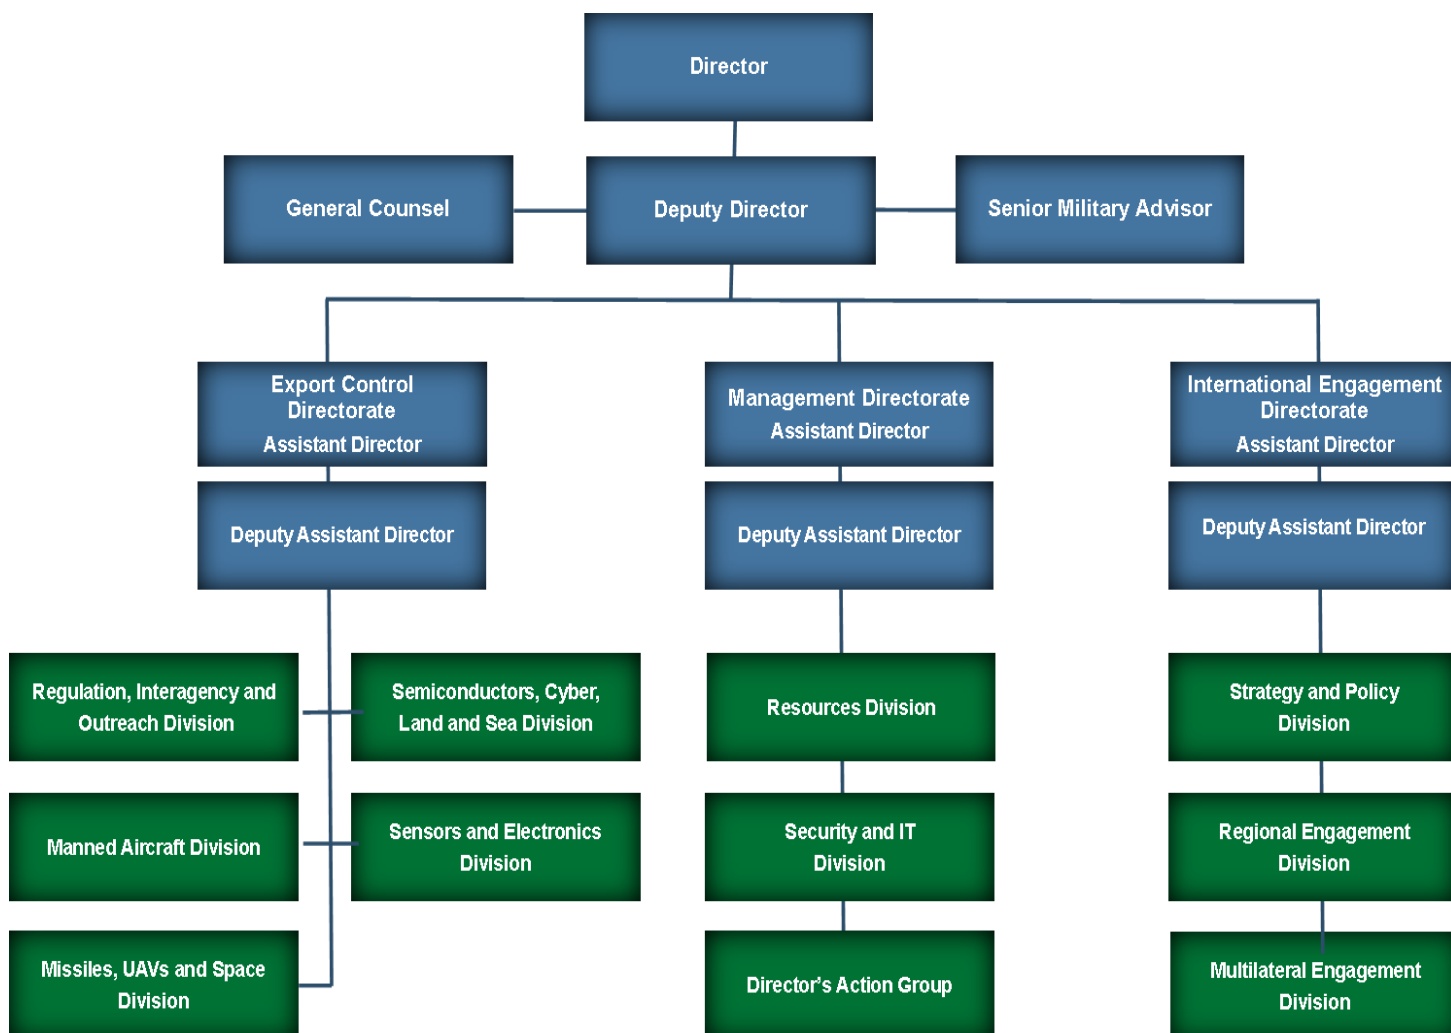 Director
General Counsel
Deputy Director
Senior Military Advisor
Export Control
Directorate
Assistant Director
Management Directorate
Assistant Director
International Engagement
Directorate
Assistant Director
Deputy Assistant Director
Deputy Assistant Director
Deputy Assistant Director
Regulation, Interagency and
Outreach Division
Semiconductors, Cyber,
Land and Sea Division
Resources Division
Strategy and Policy
Division
Manned Aircraft Division
Sensors and Electronics
Division
Security and IT
Division
Regional Engagement
Division
Missiles, UAVs and Space
Division
Director’s Action Group
Multilateral Engagement
Division